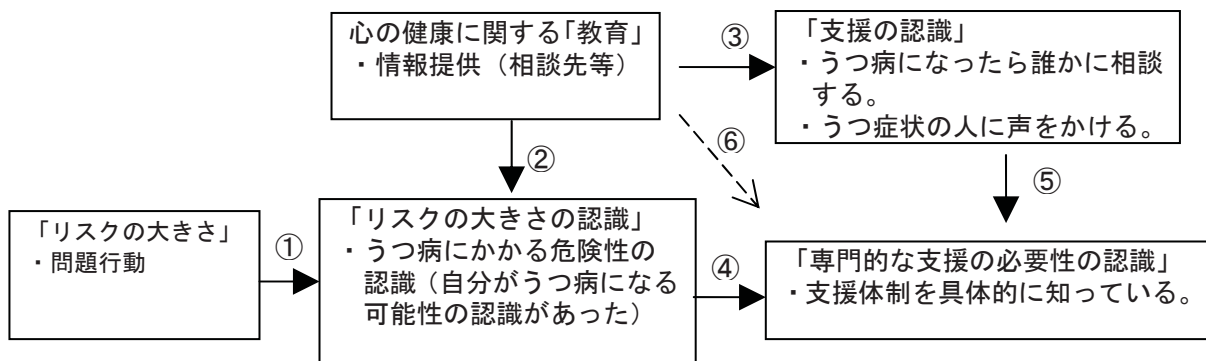 心の健康に関する「教育」
・情報提供（相談先等）
③
「支援の認識」
・うつ病になったら誰かに相談
する。
・うつ症状の人に声をかける。
②
⑥
⑤
「リスクの大きさ」
・問題行動
①
「リスクの大きさの認識」
・うつ病にかかる危険性の
認識（自分がうつ病になる
可能性の認識があった）
④
「専門的な支援の必要性の認識」
・支援体制を具体的に知っている。